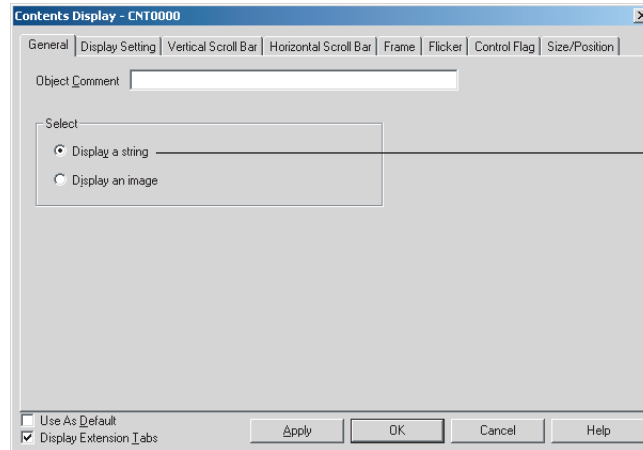 Contents Display - CNT0000
General Display Setting Vertical Scroll Bar Horizontal Scroll Bar Frame Flicker Control Flag Size/Position
Object Comment
Select
Display a string
Display an image
Use As Default
Display Extension Tabs
Apply OK Cancel Help